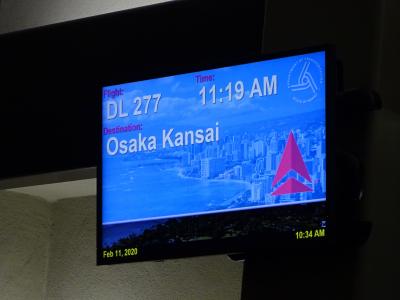 Flight:
Time:
DL 277
11:19 AM
Destination:
Osaka Kansai
Feb 11, 2020
10:34 AM